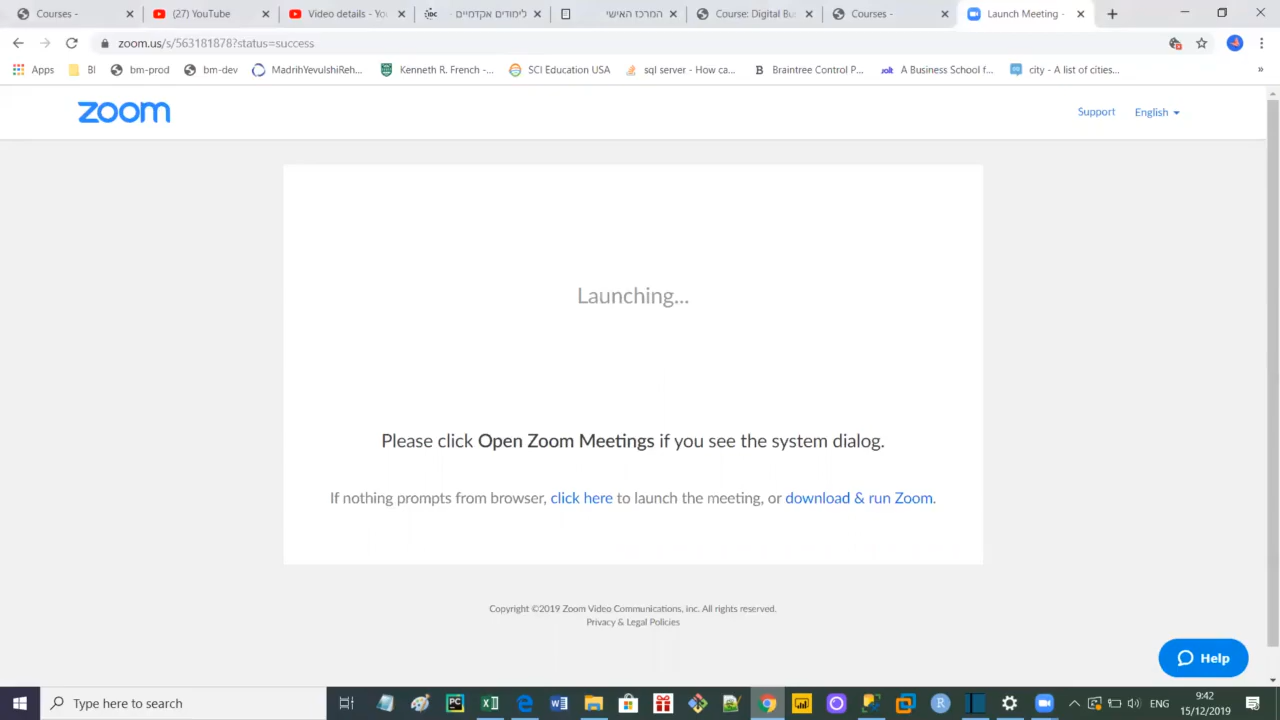 Courses -
(27) YouTube
Video details - You
IDC
לימודים אקדמיים
המרכז האישי
Course: Digital Bu
Courses -
Launch Meeting -
zoom.us/s/563181878?status=success
Apps
BI
bm-prod
bm-dev
MadrihYevulshiReh...
Kenneth R. French -...
SCI Education USA
sql server - How ca...
Braintree Control P...
jolt
A Business School f...
city - A list of cities...
»
zoom
Support
English
Launching...
Please click Open Zoom Meetings if you see the system dialog.
If nothing prompts from browser, click here to launch the meeting, or download & run Zoom.
Copyright ©2019 Zoom Video Communications, Inc. All rights reserved.
Privacy & Legal Policies
Help
Type here to search
ENG
9:42
15/12/2019